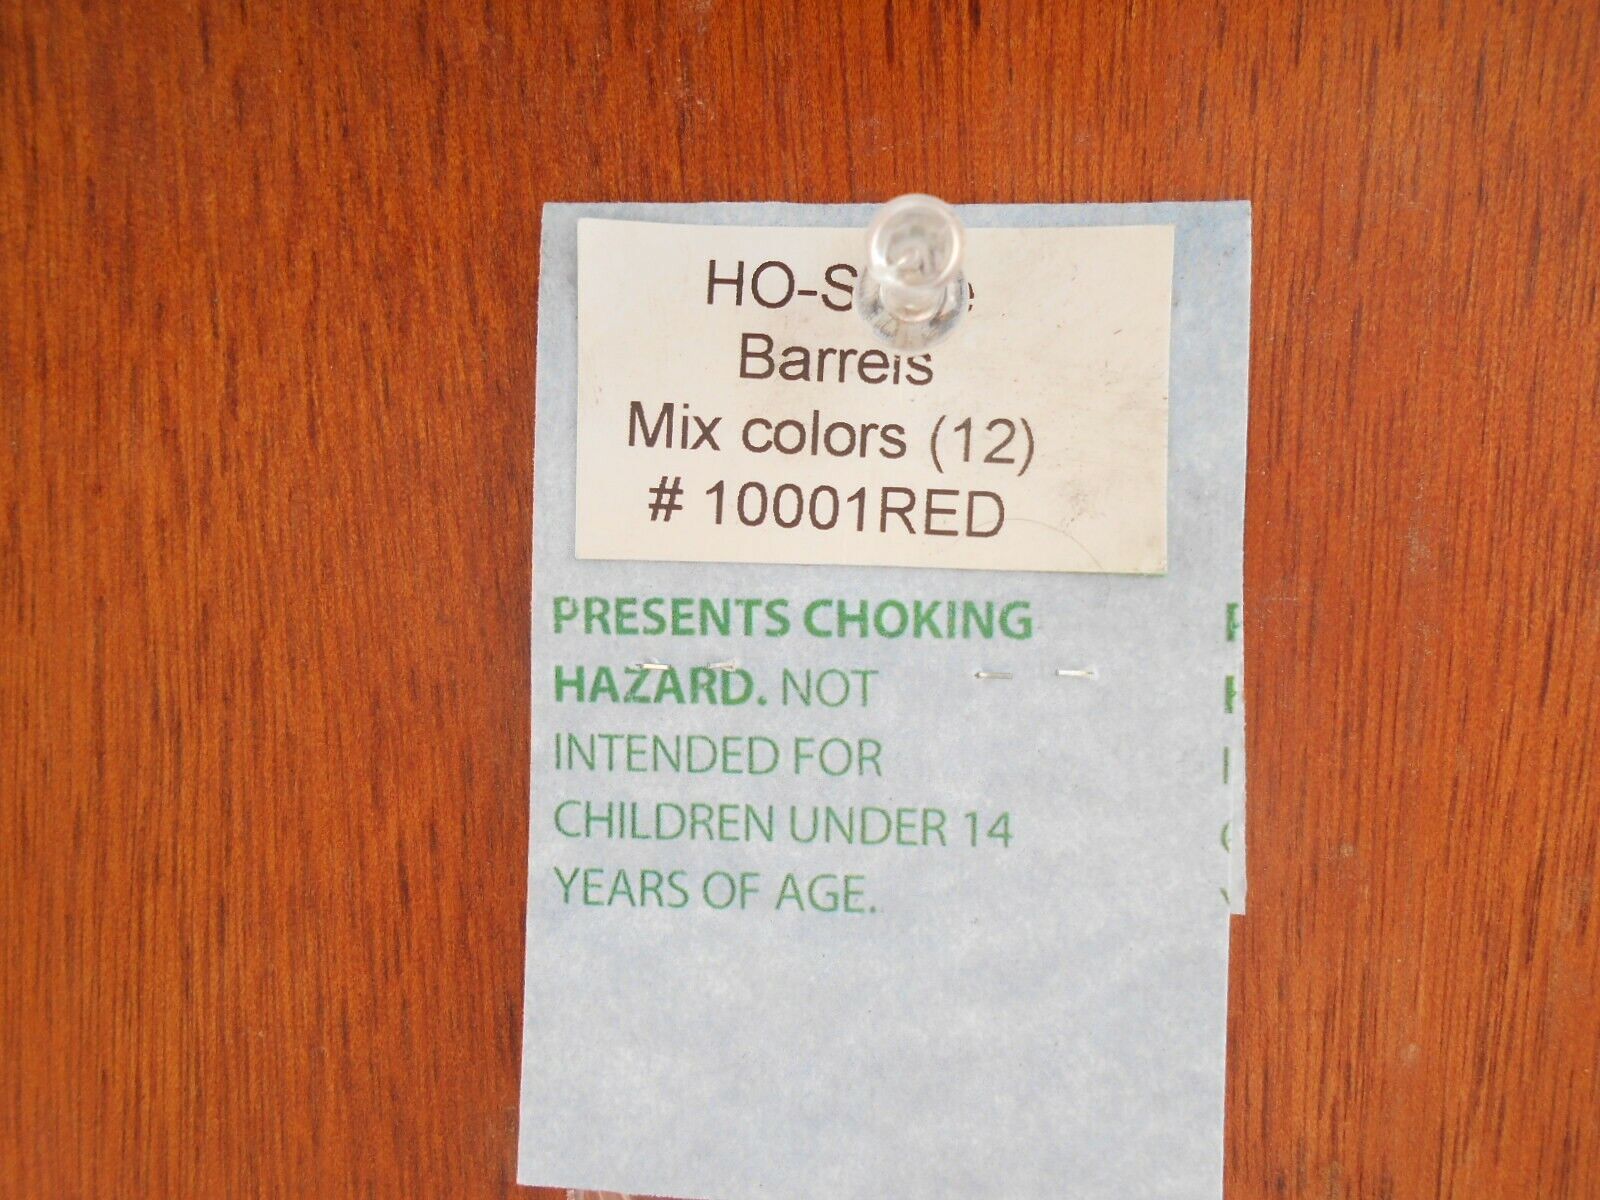 HO-
Barrels
Mix colors (12)
# 10001RED
PRESENTS CHOKING
HAZARD. NOT
INTENDED FOR
CHILDREN UNDER 14
YEARS OF AGE.